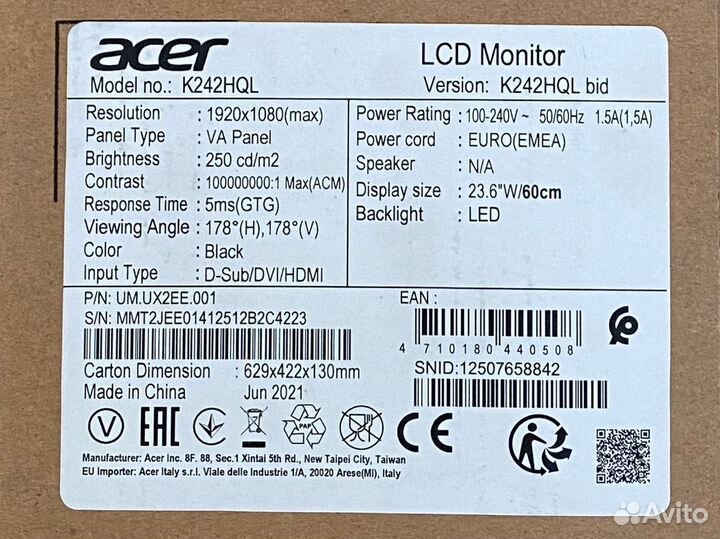 acer
LCD Monitor
Model no.: K242HQL
Version: K242HQL bid
Resolution : 1920x1080(max)
Panel Type : VA Panel
Brightness : 250 cd/m2
Contrast : 100000000:1 Max(ACM)
Response Time : 5ms(GTG)
Viewing Angle : 178°(H),178°(V)
Color : Black
Input Type : D-Sub/DVI/HDMI
Power Rating : 100-240V ~ 50/60Hz 1.5A(1,5A)
Power cord : EURO(EMEA)
Speaker : N/A
Display size : 23.6"W/60cm
Backlight : LED
P/N: UM.UX2EE.001
S/N: MMT2JEE01412512B2C4223
Carton Dimension : 629x422x130mm
Made in China Jun 2021
EAN :
4 710180 440508
SNID:12507658842
V EAC PAP CE
Manufacturer: Acer Inc. 8F. 88, Sec.1 Xintai 5th Rd., New Taipei City, Taiwan
EU Importer: Acer Italy s.r.l. Viale delle Industrie 1/A, 20020 Arese(MI), Italy
Avito